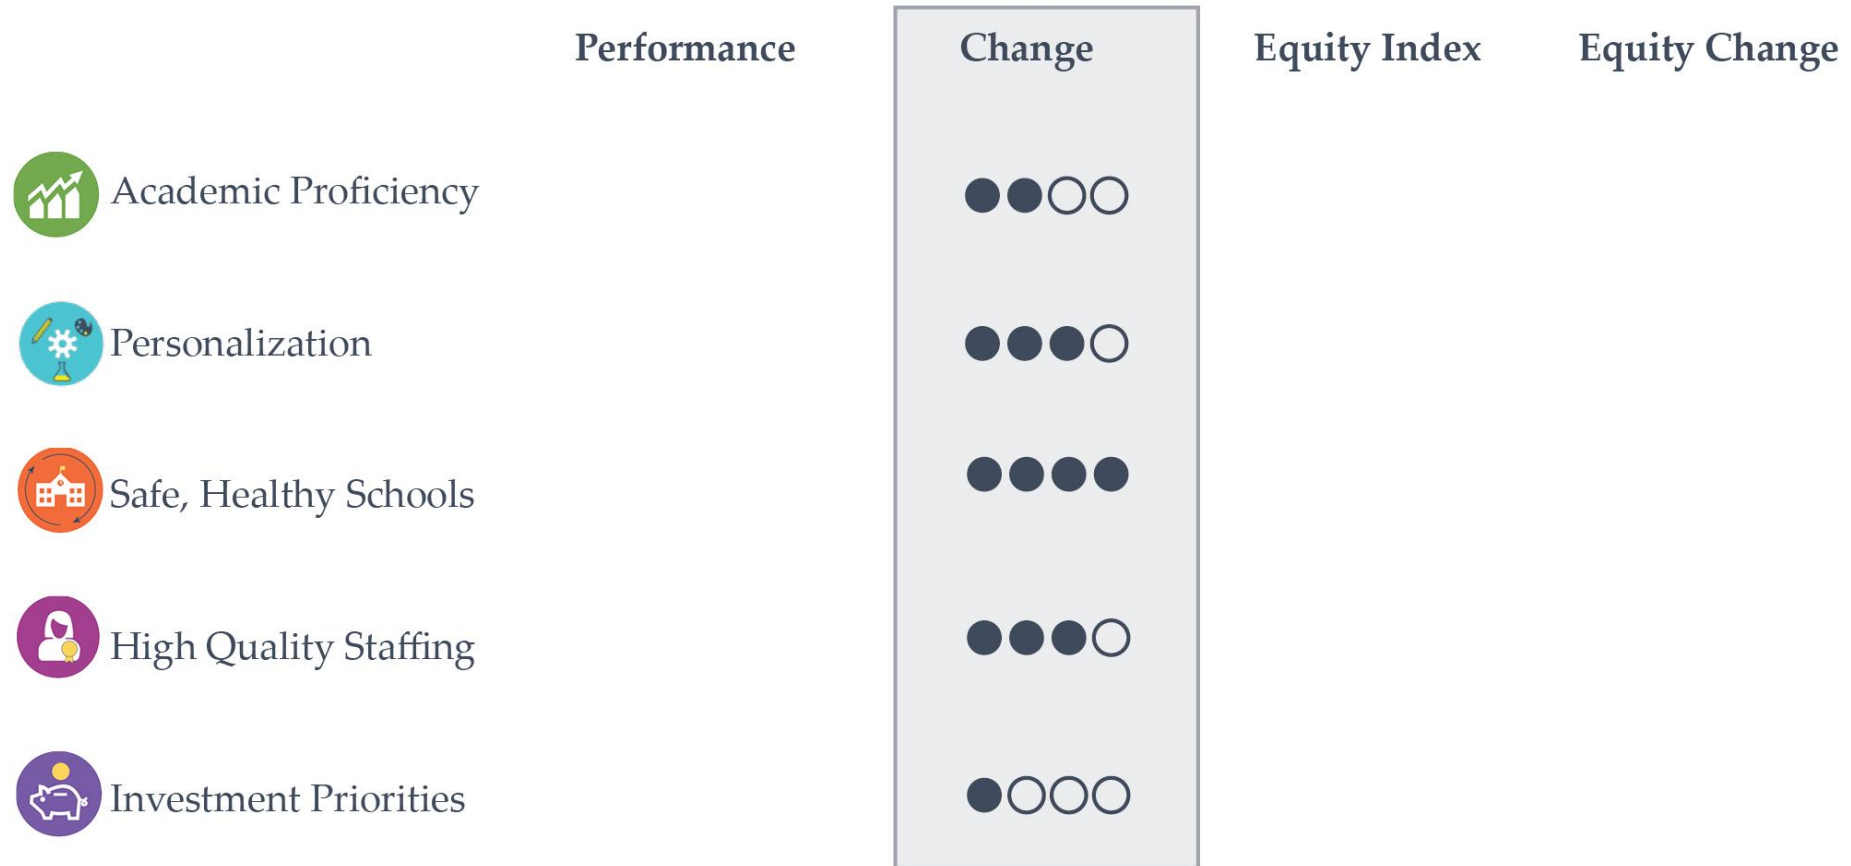 Performance Change Equity Index Equity Change
Academic Proficiency
Personalization
Safe, Healthy Schools
High Quality Staffing
Investment Priorities